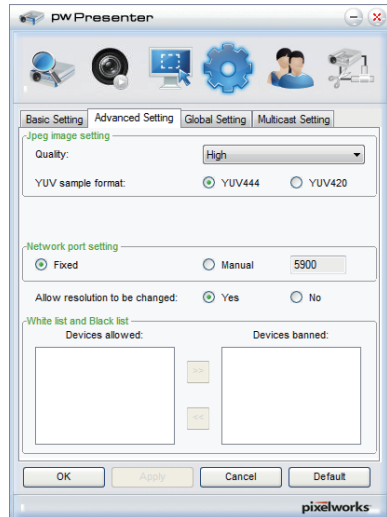 pwPresenter
Basic Setting Advanced Setting Global Setting Multicast Setting
Jpeg image setting
Quality: High
YUV sample format: YUV444 YUV420
Network port setting
Fixed Manual 5900
Allow resolution to be changed: Yes No
White list and Black list
Devices allowed: Devices banned:
>>
<<
OK Apply Cancel Default
pixelworks